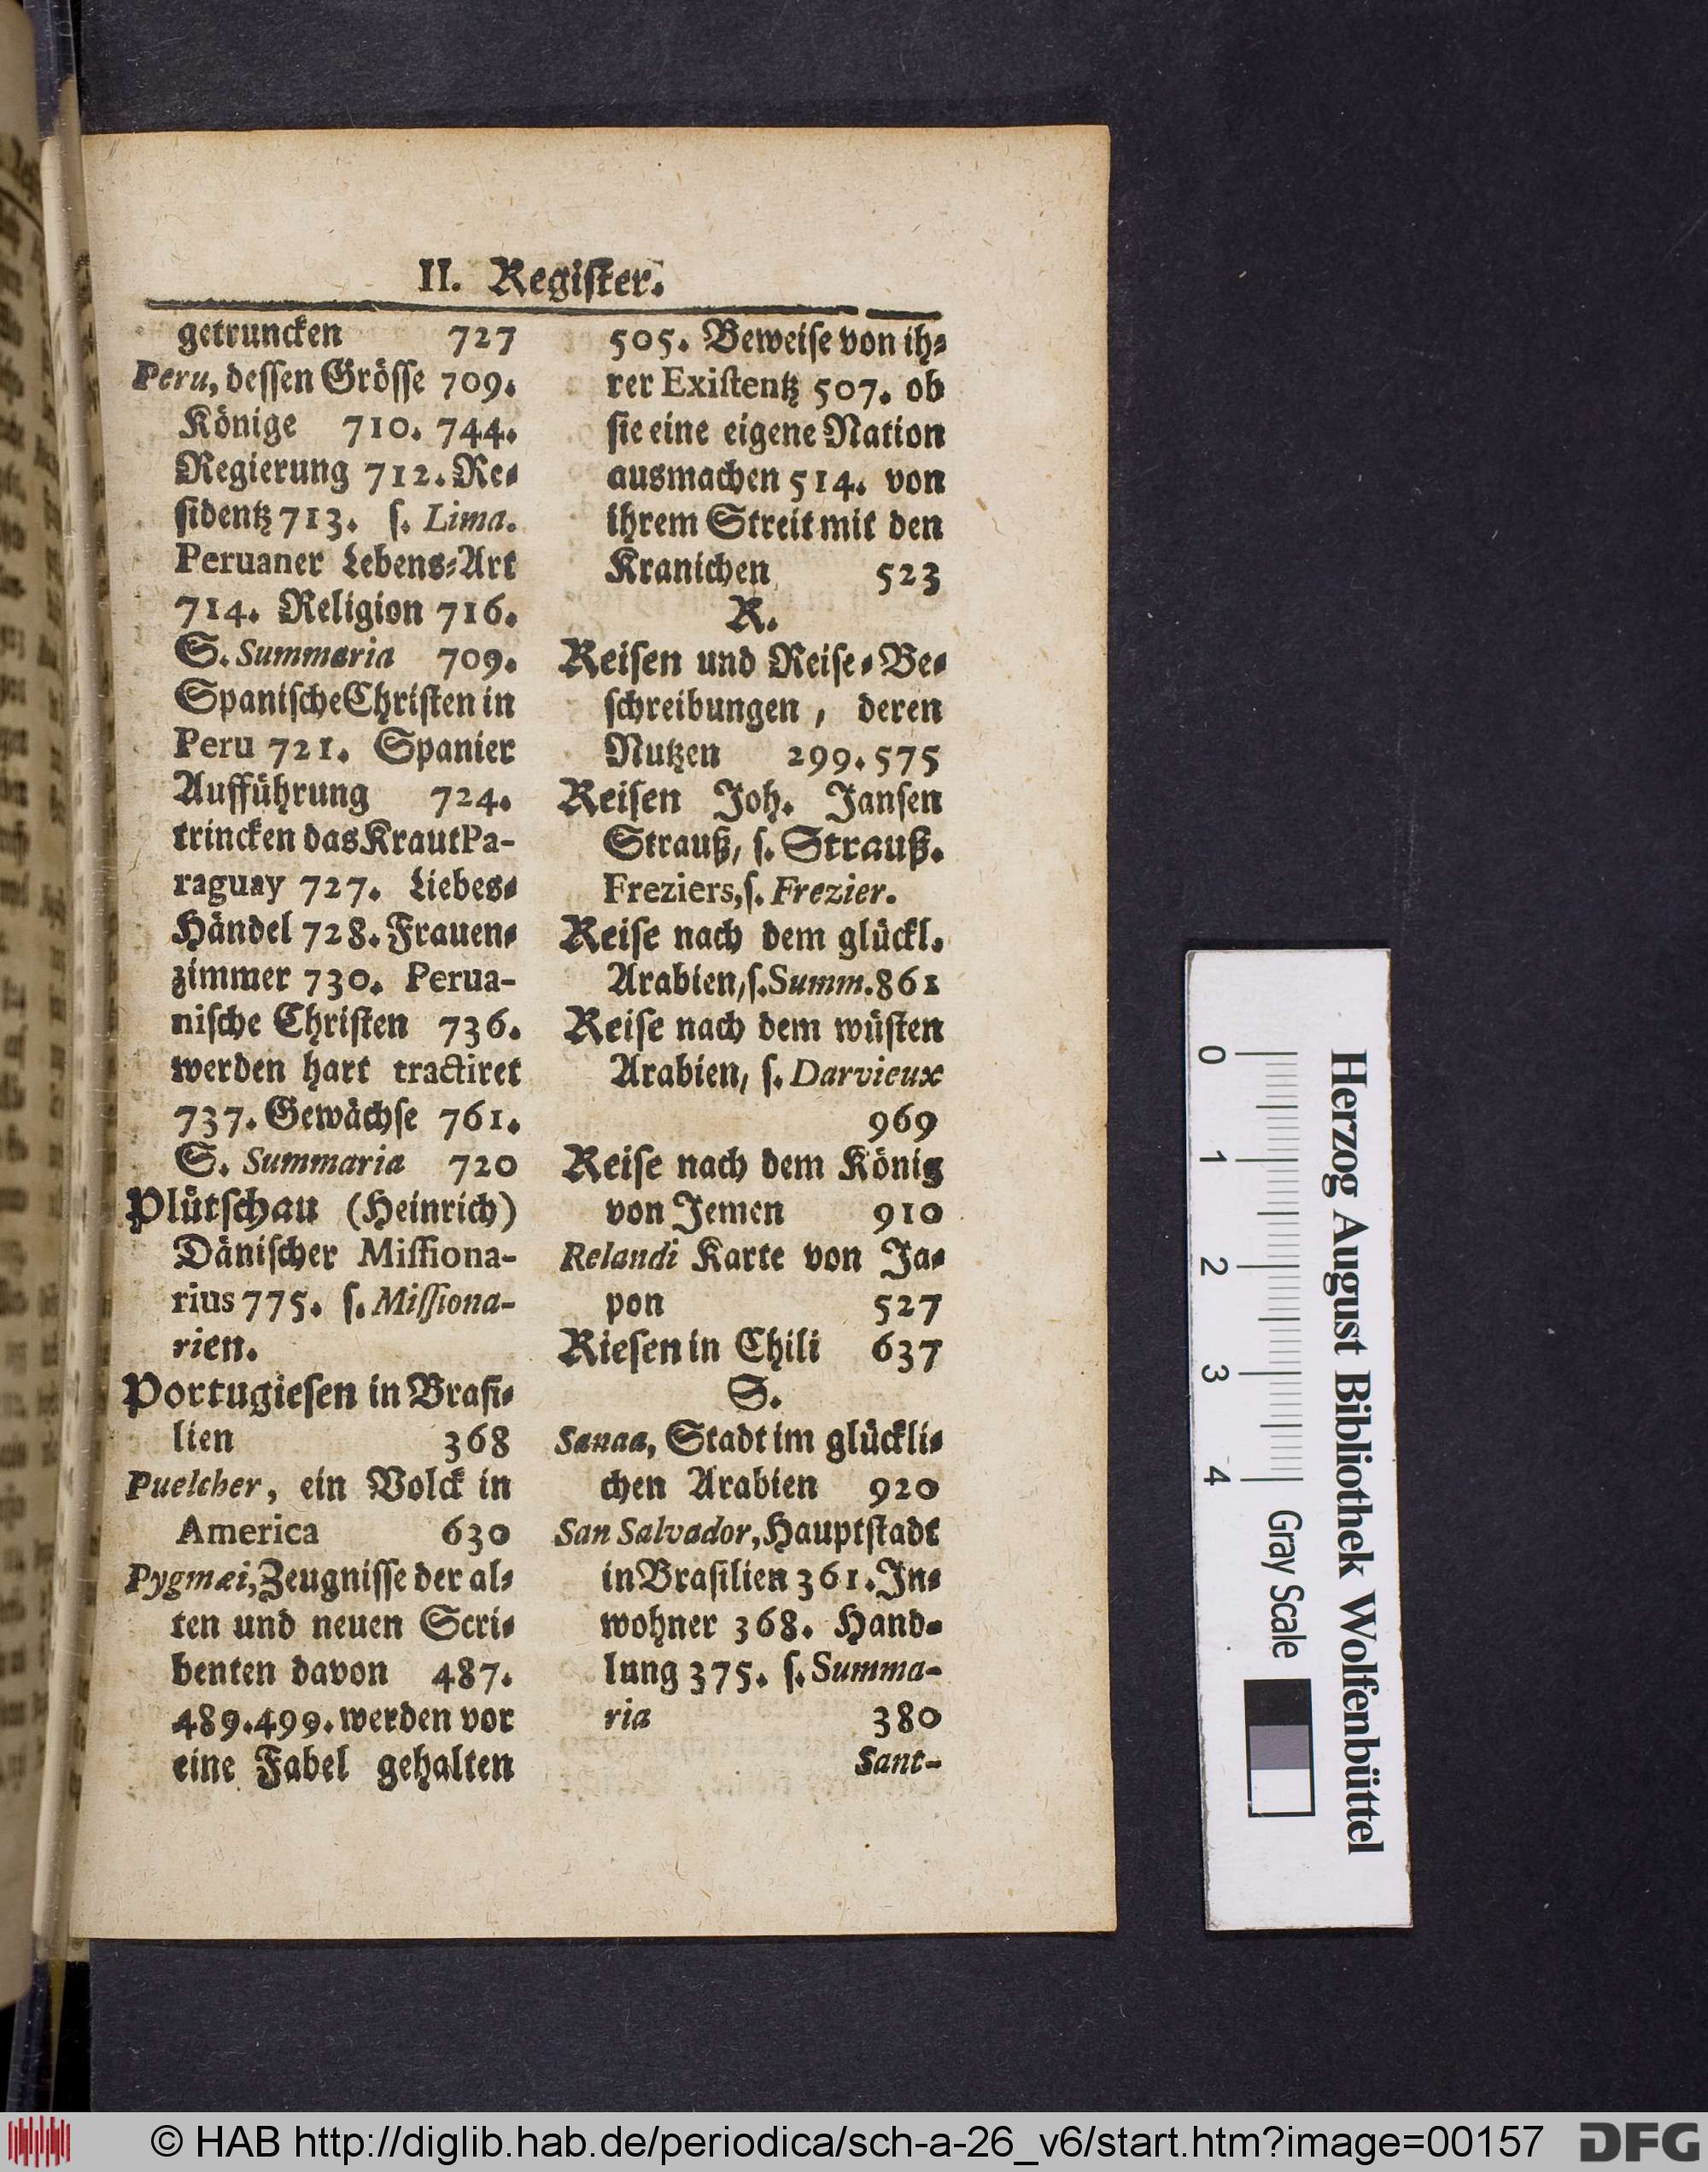 II. Register.
getruncken 727
Peru, dessen Grösse 709.
Könige 710. 744.
Regierung 712. Re-
sidentz 713. s. Lima.
Peruaner Lebens-Art
714. Religion 716.
S. Summaria 709.
Spanische Christen in
Peru 721. Spanier
Aufführung 724.
trincken das Kraut Pa-
raguay 727. Liebes-
Händel 728. Frauen-
zimmer 730. Perua-
nische Christen 736.
werden hart tractiret
737. Gewächse 761.
S. Summaria 720
Plütschau (Heinrich)
Dänischer Missiona-
rius 775. s. Missiona-
rien.
Portugiesen in Brasi-
lien 368
Puelcher, ein Volck in
America 630
Pygmæi, Zeugnisse der al-
ten und neuen Scri-
benten davon 487.
489. 499. werden vor
eine Fabel gehalten
505. Beweise von ih-
rer Existentz 507. ob
sie eine eigene Nation
ausmachen 514. von
ihrem Streit mit den
Kranichen 523
R.
Reisen und Reise-Be-
schreibungen, deren
Nutzen 299. 575
Reisen Joh. Jansen
Strauß, s. Strauß.
Freziers, s. Frezier.
Reise nach dem glückl.
Arabien, s. Summ. 861
Reise nach dem wüsten
Arabien, s. Darvieux
969
Reise nach dem König
von Jemen 910
Relandi Karte von Ja-
pon 527
Riesen in Chili 637
S.
Sanaa, Stadt im glückli-
chen Arabien 920
San Salvador, Hauptstadt
in Brasilien 361. In-
wohner 368. Hand-
lung 375. s. Summa-
ria 380
Sant-
Herzog August Bibliothek Wolfenbüttel
0 1 2 3 4 Gray Scale
© HAB http://diglib.hab.de/periodica/sch-a-26_v6/start.htm?image=00157
DFG